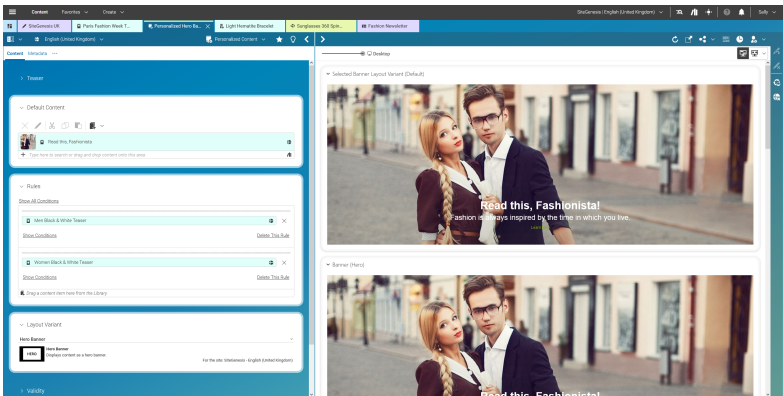 Content Favorites Create SiteGenesis | English (United Kingdom) Sally
SiteGenesis UK Paris Fashion Week T... Personalized Hero Ba... Light Hematite Bracelet Sunglasses 360 Spin... Fashion Newsletter
English (United Kingdom) Personalized Content
Content Metadata
Desktop
Teaser
Selected Banner Layout Variant (Default)
Default Content
Read this, Fashionista
Type here to search or drag and drop content onto this area
Rules
Show All Conditions
Men Black & White Teaser
Show Conditions Delete This Rule
Women Black & White Teaser
Show Conditions Delete This Rule
Drag a content item here from the Library.
Read this, Fashionista!
Fashion is always inspired by the time in which you live.
Banner (Hero)
Layout Variant
Hero Banner
HERO
Hero Banner
Displays content as a hero banner.
For the site: SiteGenesis - English (United Kingdom)
Validity
Read this, Fashionista!